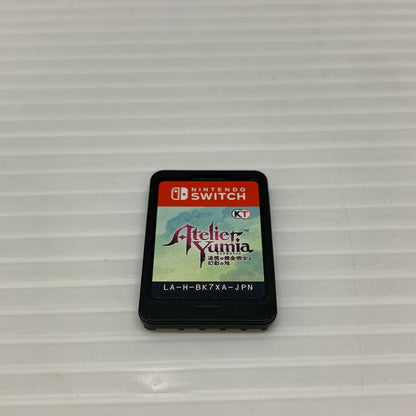 NINTENDO
SWITCH
KT
Atelier™
Yumia
追憶の錬金術士と
幻創の地
LA-H-BK7XA-JPN